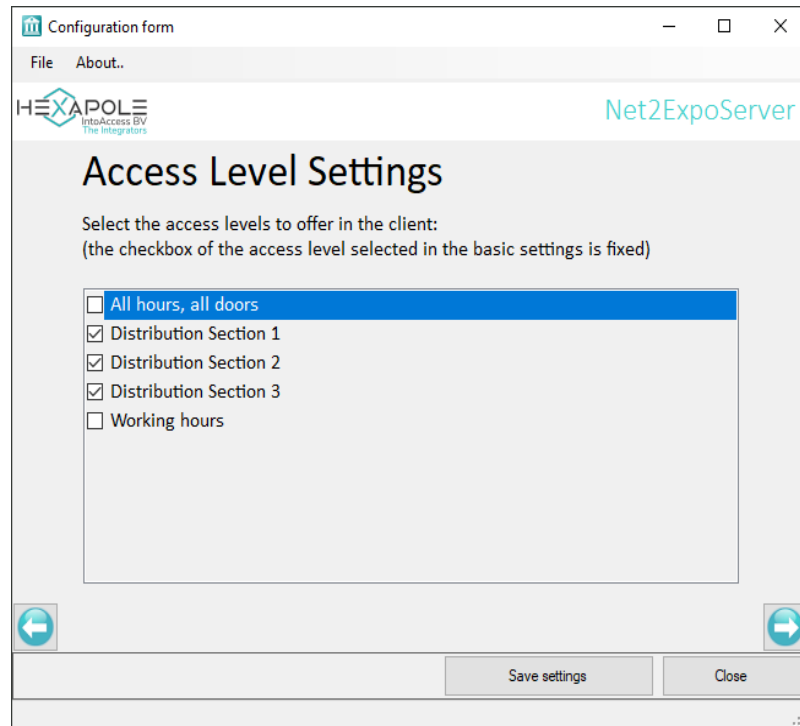 Configuration form
File About..
HEXAPOLE
IntoAccess BV
The Integrators
Net2ExpoServer
Access Level Settings
Select the access levels to offer in the client:
(the checkbox of the access level selected in the basic settings is fixed)
All hours, all doors
Distribution Section 1
Distribution Section 2
Distribution Section 3
Working hours
Save settings Close